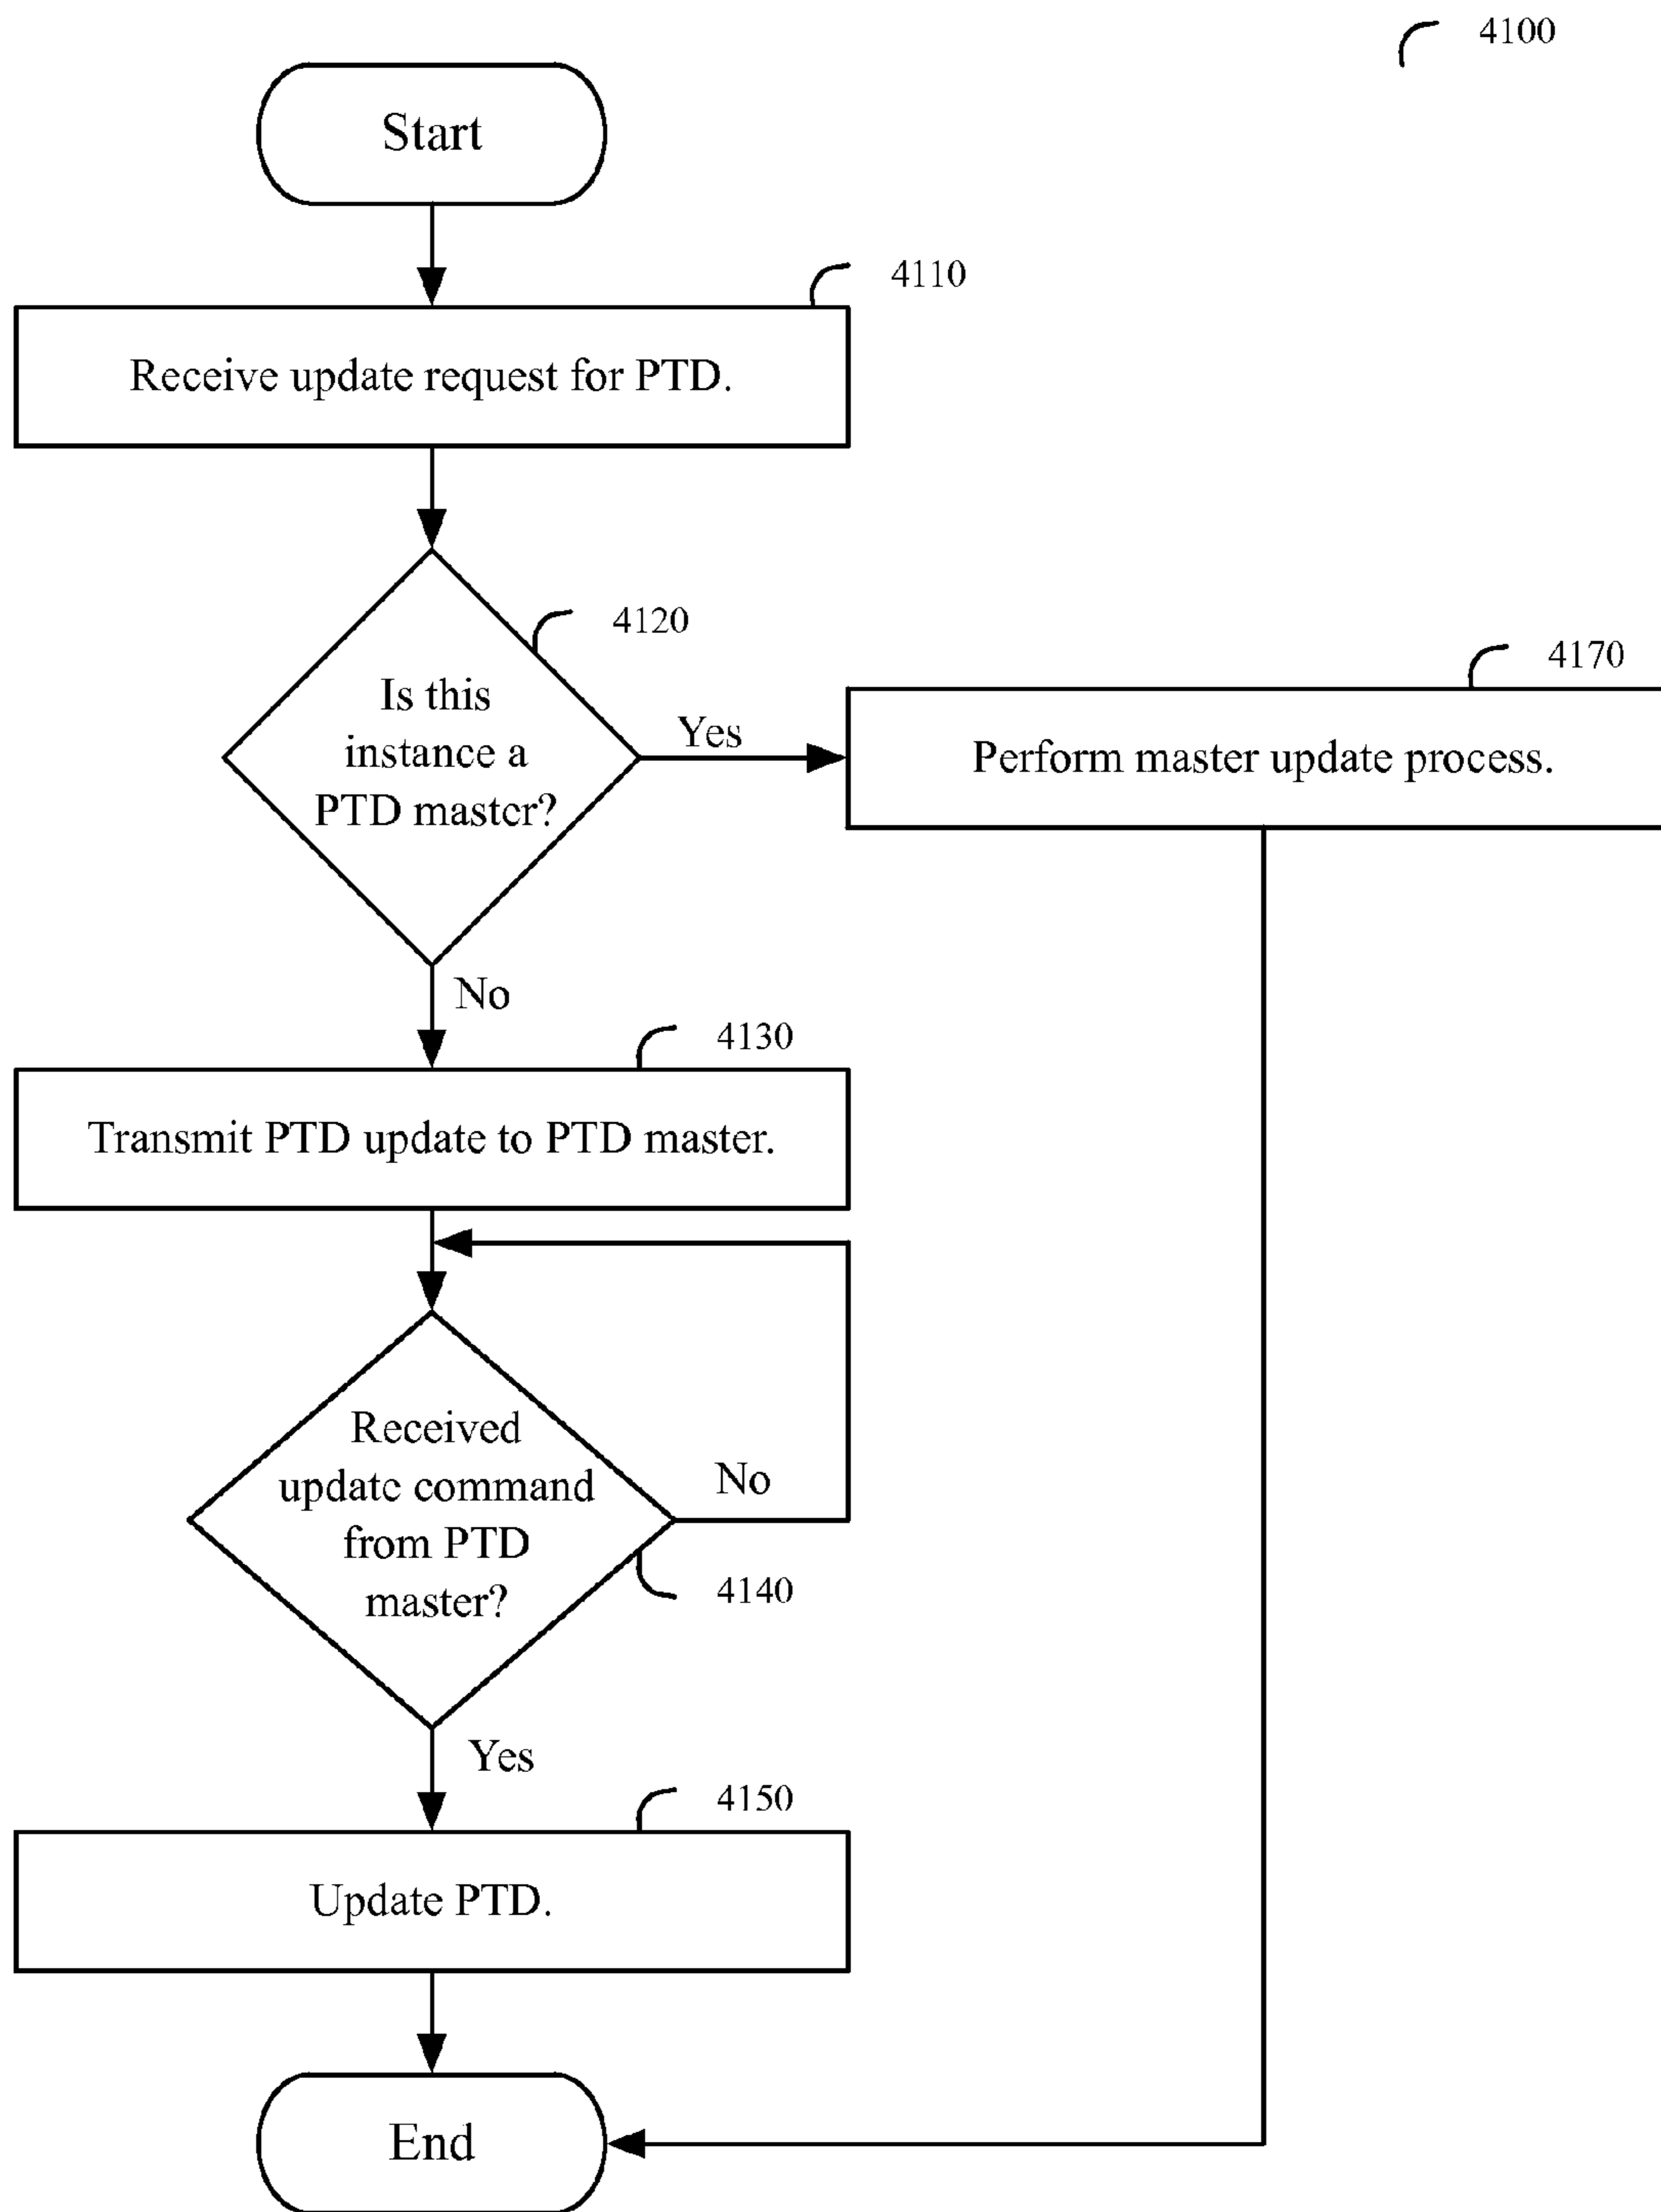 4100
Start
4110
Receive update request for PTD.
4120
Is this
instance a
PTD master?
Yes
4170
Perform master update process.
No
4130
Transmit PTD update to PTD master.
Received
update command
from PTD
master?
No
4140
Yes
4150
Update PTD.
End